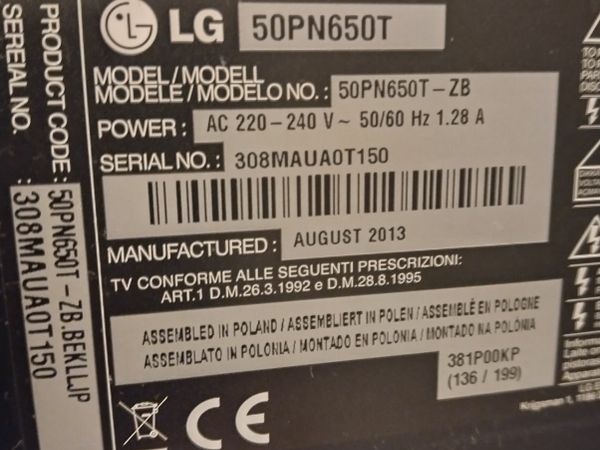 LG 50PN650T
MODEL/MODELL
MODELE/MODELO NO.: 50PN650T-ZB
POWER: AC 220-240 V~ 50/60 Hz 1.28 A
SERIAL NO.: 308MAUA0T150
MANUFACTURED: AUGUST 2013
TV CONFORME ALLE SEGUENTI PRESCRIZIONI:
ART.1 D.M.26.3.1992 e D.M.28.8.1995
ASSEMBLED IN POLAND / ASSEMBLIERT IN POLEN / ASSEMBLÉ EN POLOGNE
ASSEMBLATO IN POLONIA / MONTADO EN POLONIA / MONTADO NA POLÓNIA
381P00KP
(136 / 199)
CE
PRODUCT CODE: 50PN650T-ZB.BEKLLJP
SEREIAL NO. 308MAUA0T150